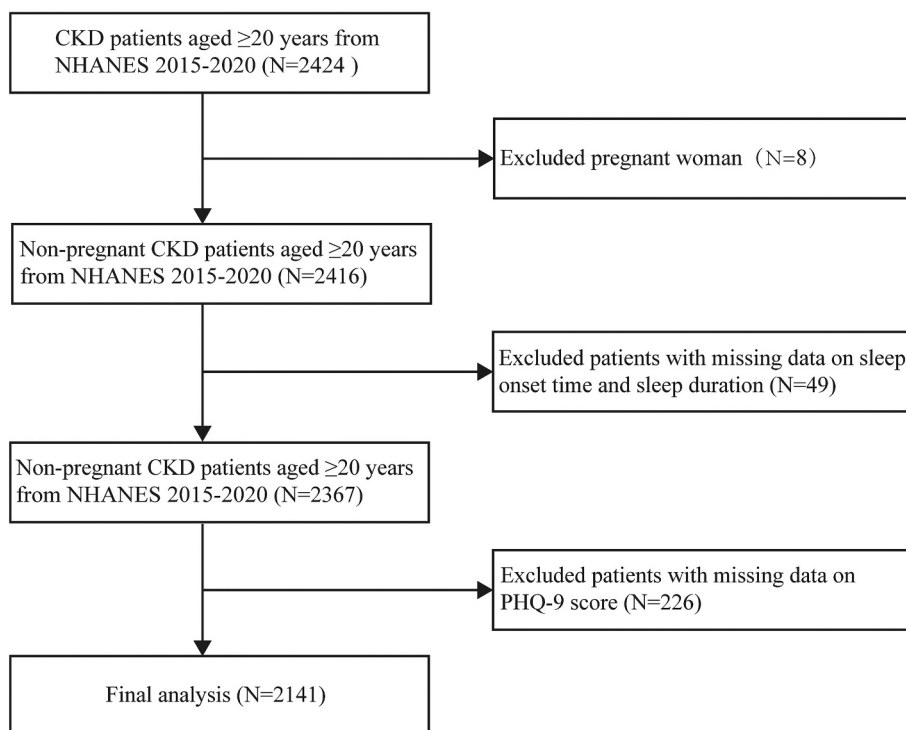 CKD patients aged ≥20 years from
NHANES 2015-2020 (N=2424 )
Excluded pregnant woman（N=8）
Non-pregnant CKD patients aged ≥20 years
from NHANES 2015-2020 (N=2416)
Excluded patients with missing data on sleep
onset time and sleep duration (N=49)
Non-pregnant CKD patients aged ≥20 years
from NHANES 2015-2020 (N=2367)
Excluded patients with missing data on
PHQ-9 score (N=226)
Final analysis (N=2141)